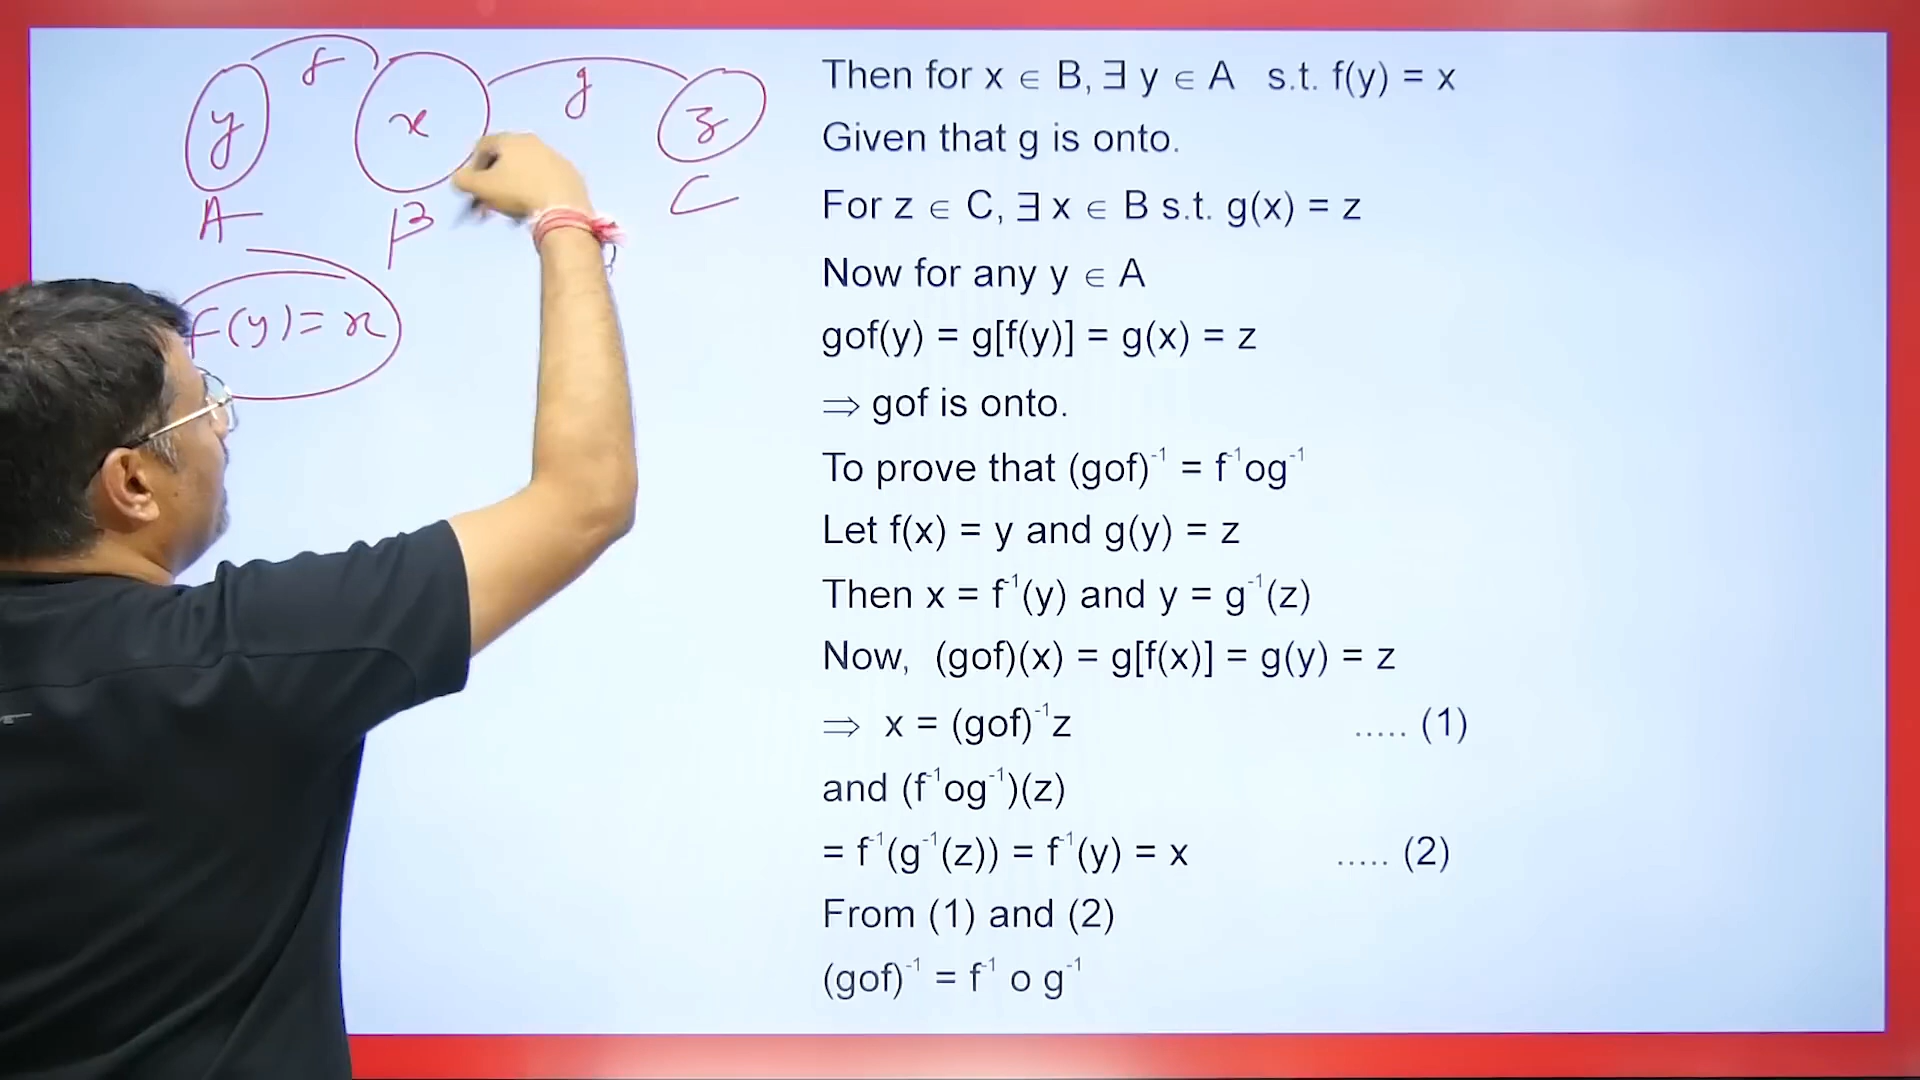 f g
y x z
A B C
f(y) = x
Then for x ∈ B, ∃ y ∈ A s.t. f(y) = x
Given that g is onto.
For z ∈ C, ∃ x ∈ B s.t. g(x) = z
Now for any y ∈ A
gof(y) = g[f(y)] = g(x) = z
⇒ gof is onto.
To prove that (gof)⁻¹ = f⁻¹og⁻¹
Let f(x) = y and g(y) = z
Then x = f⁻¹(y) and y = g⁻¹(z)
Now, (gof)(x) = g[f(x)] = g(y) = z
⇒ x = (gof)⁻¹z ..... (1)
and (f⁻¹og⁻¹)(z)
= f⁻¹(g⁻¹(z)) = f⁻¹(y) = x ..... (2)
From (1) and (2)
(gof)⁻¹ = f⁻¹ o g⁻¹